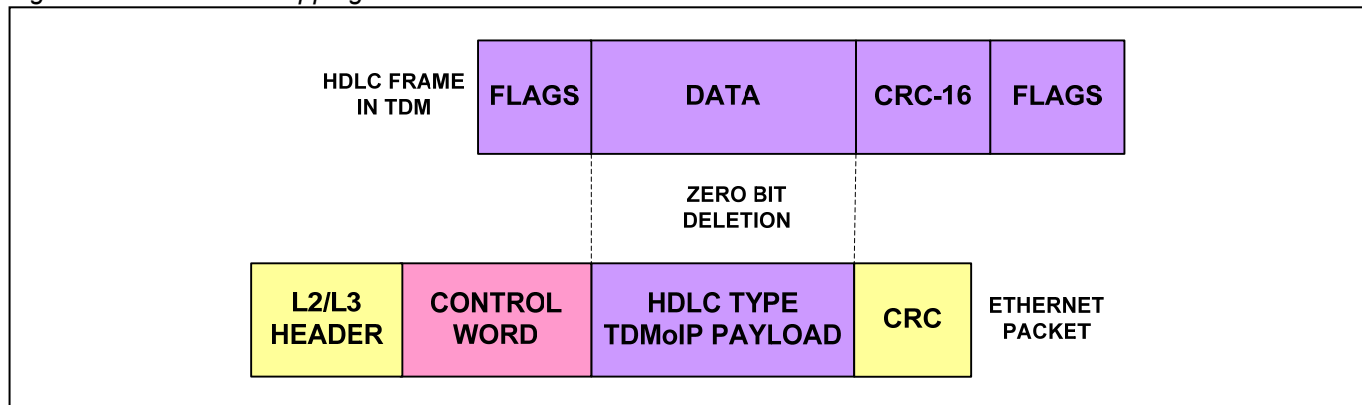 HDLC FRAME
IN TDM
FLAGS
DATA
CRC-16
FLAGS
ZERO BIT
DELETION
L2/L3
HEADER
CONTROL
WORD
HDLC TYPE
TDMoIP PAYLOAD
CRC
ETHERNET
PACKET